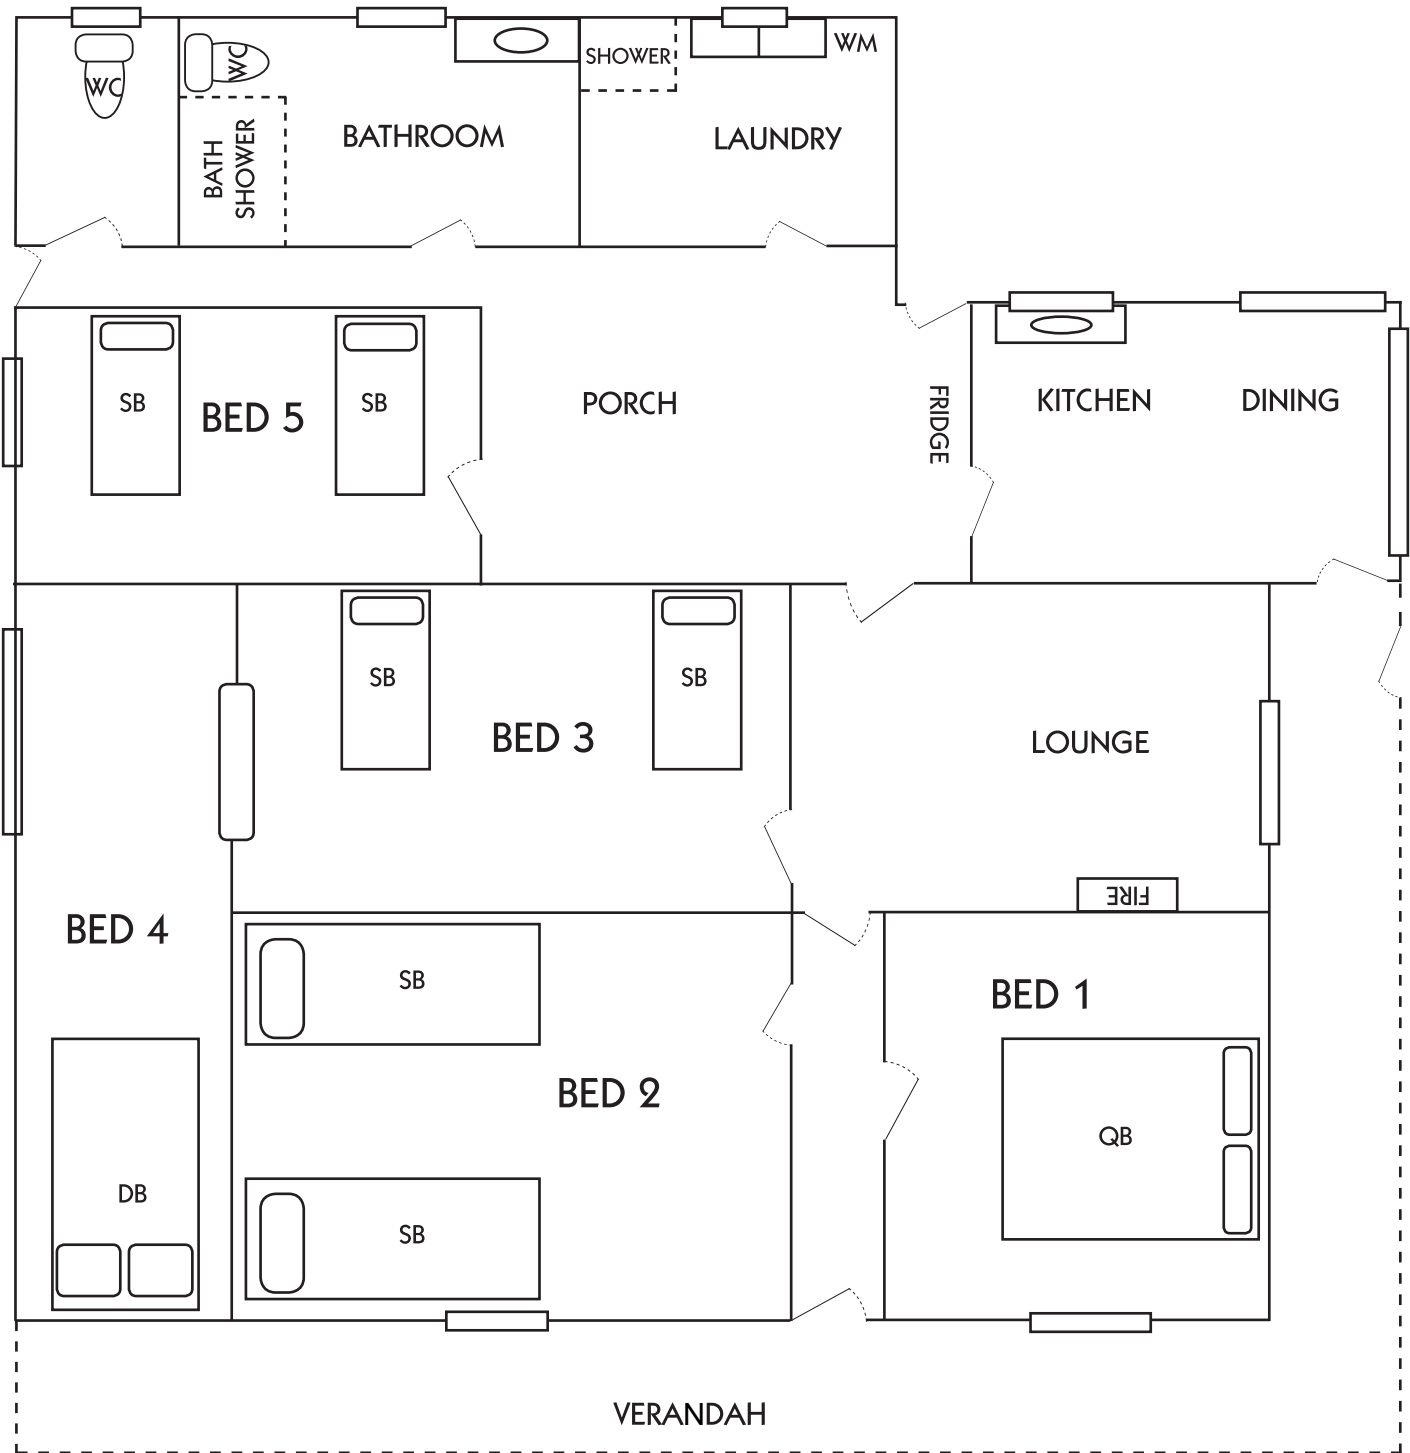 WC
WC
BATH
SHOWER
BATHROOM
SHOWER
WM
LAUNDRY
SB
BED 5
SB
PORCH
FRIDGE
KITCHEN
DINING
SB
BED 3
SB
LOUNGE
FIRE
BED 4
DB
SB
BED 2
SB
BED 1
QB
VERANDAH